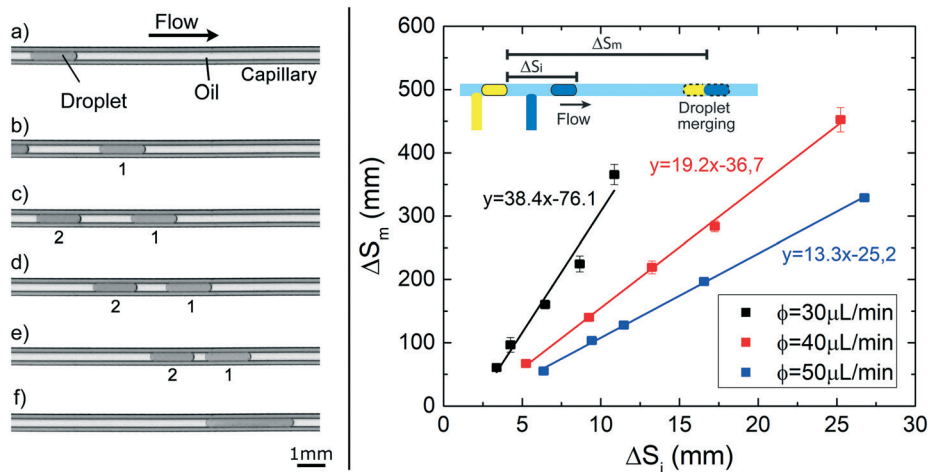 a)
Flow
Droplet
Oil
Capillary
b)
1
c)
2
1
d)
2
1
e)
2
1
f)
1mm
600
500
400
300
200
100
0
ΔSm (mm)
ΔSm
ΔSi
Flow
Droplet
merging
y=38.4x-76.1
y=19.2x-36,7
y=13.3x-25,2
ϕ=30µL/min
ϕ=40µL/min
ϕ=50µL/min
0 5 10 15 20 25 30
ΔSi (mm)